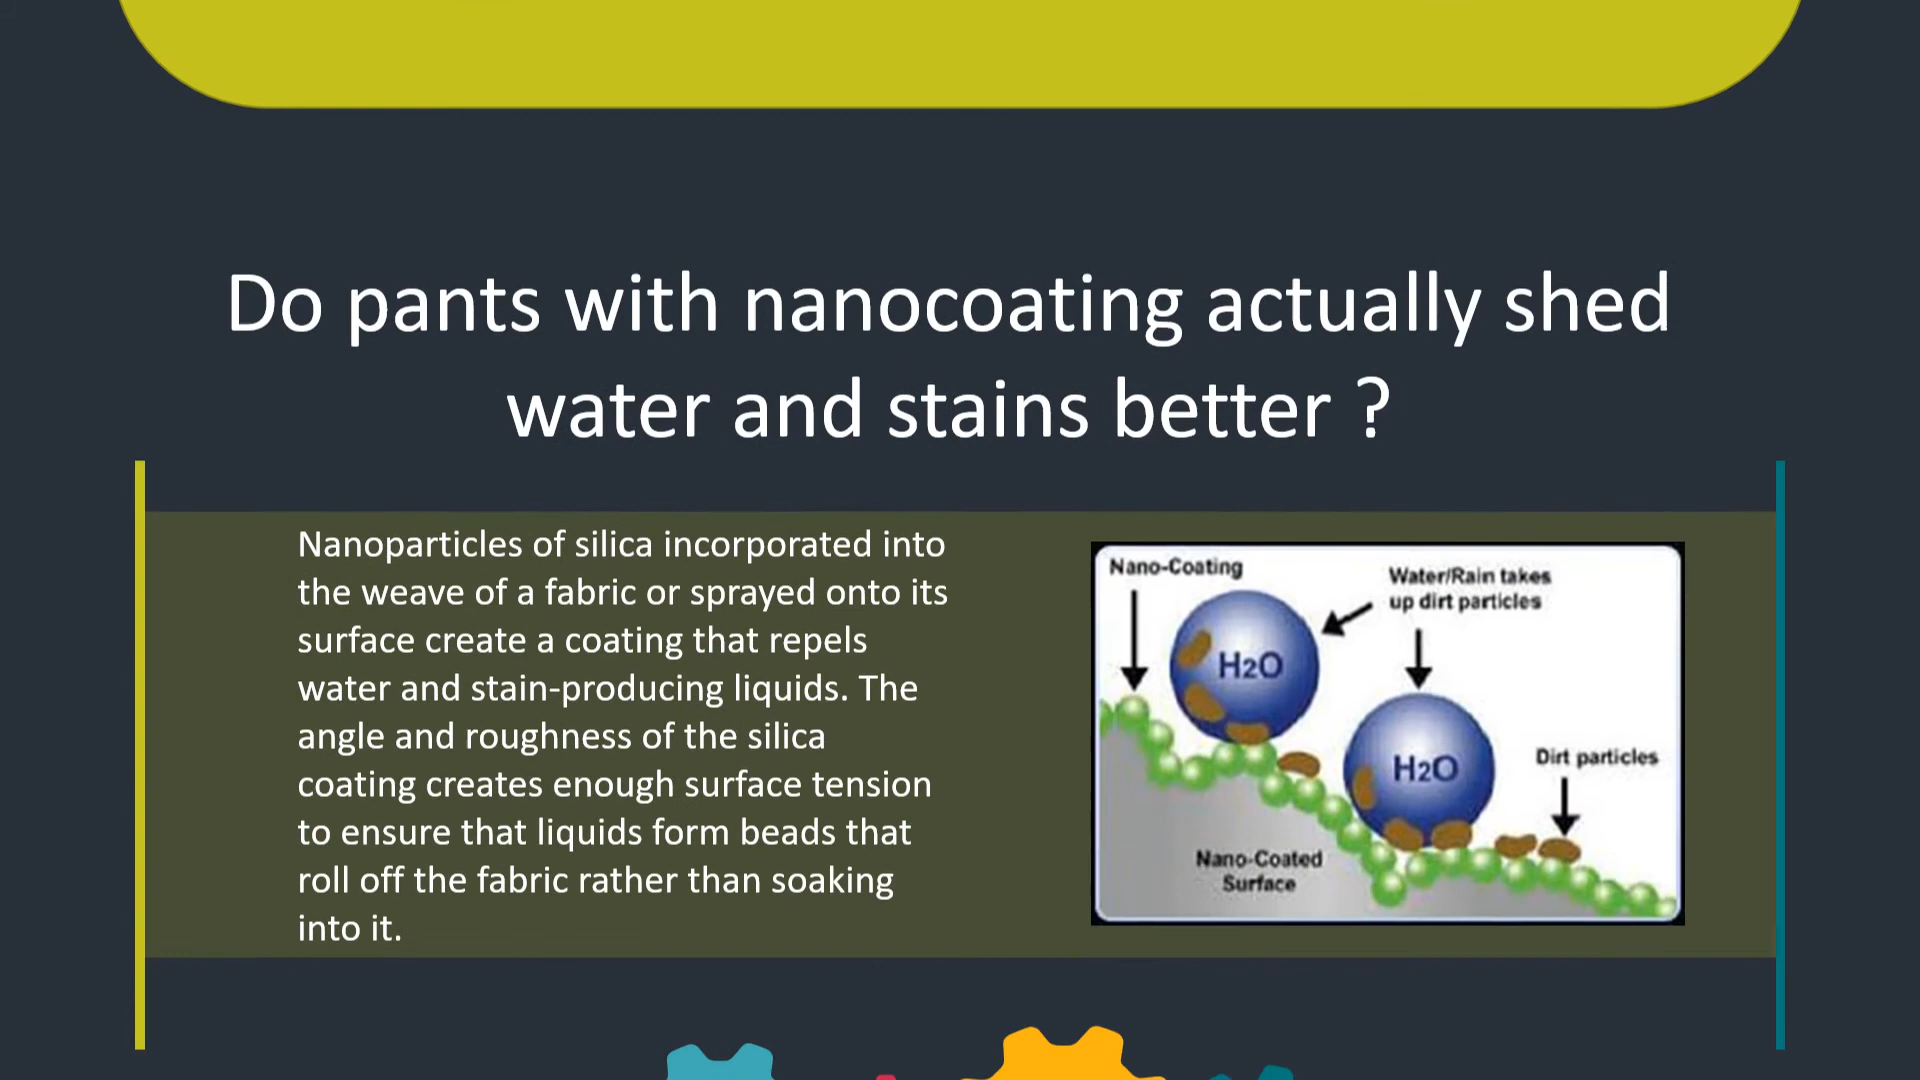 Do pants with nanocoating actually shed
water and stains better ?
Nanoparticles of silica incorporated into
the weave of a fabric or sprayed onto its
surface create a coating that repels
water and stain-producing liquids. The
angle and roughness of the silica
coating creates enough surface tension
to ensure that liquids form beads that
roll off the fabric rather than soaking
into it.
Nano-Coating
Water/Rain takes
up dirt particles
H2O
H2O
Dirt particles
Nano-Coated
Surface